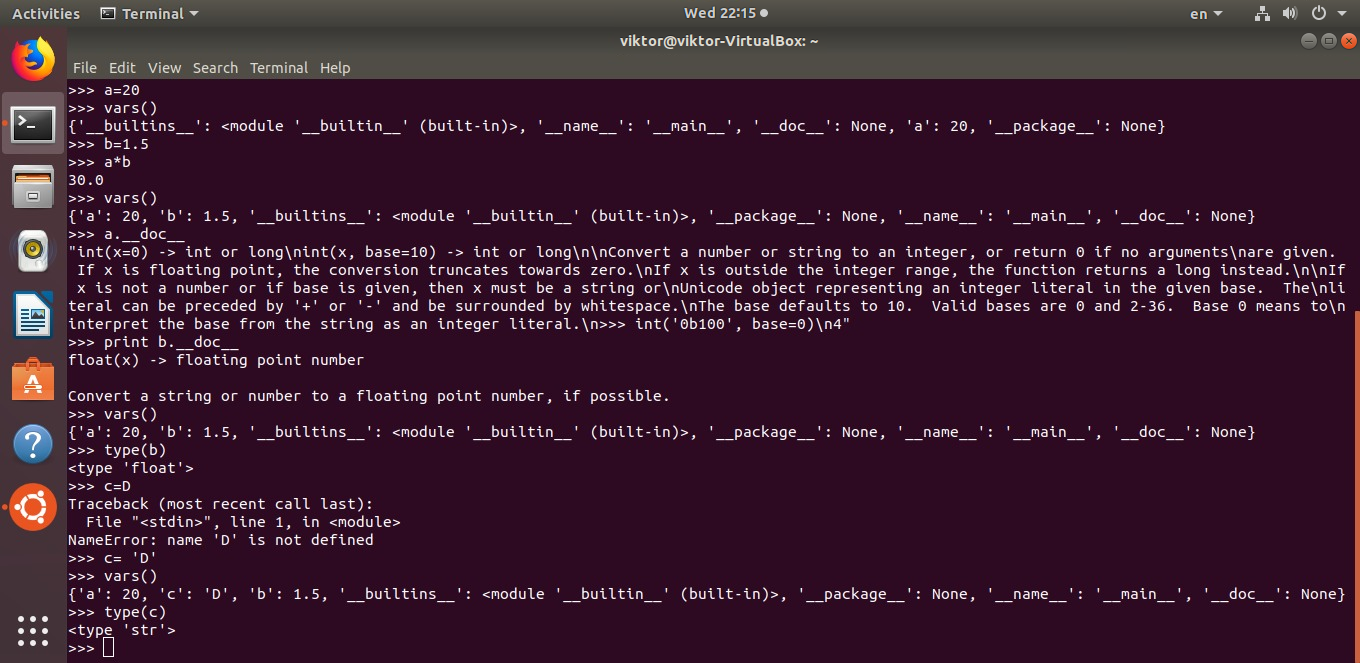 Activities Terminal Wed 22:15 en
viktor@viktor-VirtualBox: ~
File Edit View Search Terminal Help
>>> a=20
>>> vars()
{'__builtins__': <module '__builtin__' (built-in)>, '__name__': '__main__', '__doc__': None, 'a': 20, '__package__': None}
>>> b=1.5
>>> a*b
30.0
>>> vars()
{'a': 20, 'b': 1.5, '__builtins__': <module '__builtin__' (built-in)>, '__package__': None, '__name__': '__main__', '__doc__': None}
>>> a.__doc__
"int(x=0) -> int or long\nint(x, base=10) -> int or long\n\nConvert a number or string to an integer, or return 0 if no arguments\nare given.
 If x is floating point, the conversion truncates towards zero.\nIf x is outside the integer range, the function returns a long instead.\n\nIf
 x is not a number or if base is given, then x must be a string or\nUnicode object representing an integer literal in the given base.  The\nli
teral can be preceded by '+' or '-' and be surrounded by whitespace.\nThe base defaults to 10.  Valid bases are 0 and 2-36.  Base 0 means to\n
interpret the base from the string as an integer literal.\n>>> int('0b100', base=0)\n4"
>>> print b.__doc__
float(x) -> floating point number

Convert a string or number to a floating point number, if possible.
>>> vars()
{'a': 20, 'b': 1.5, '__builtins__': <module '__builtin__' (built-in)>, '__package__': None, '__name__': '__main__', '__doc__': None}
>>> type(b)
<type 'float'>
>>> c=D
Traceback (most recent call last):
  File "<stdin>", line 1, in <module>
NameError: name 'D' is not defined
>>> c= 'D'
>>> vars()
{'a': 20, 'c': 'D', 'b': 1.5, '__builtins__': <module '__builtin__' (built-in)>, '__package__': None, '__name__': '__main__', '__doc__': None}
>>> type(c)
<type 'str'>
>>>